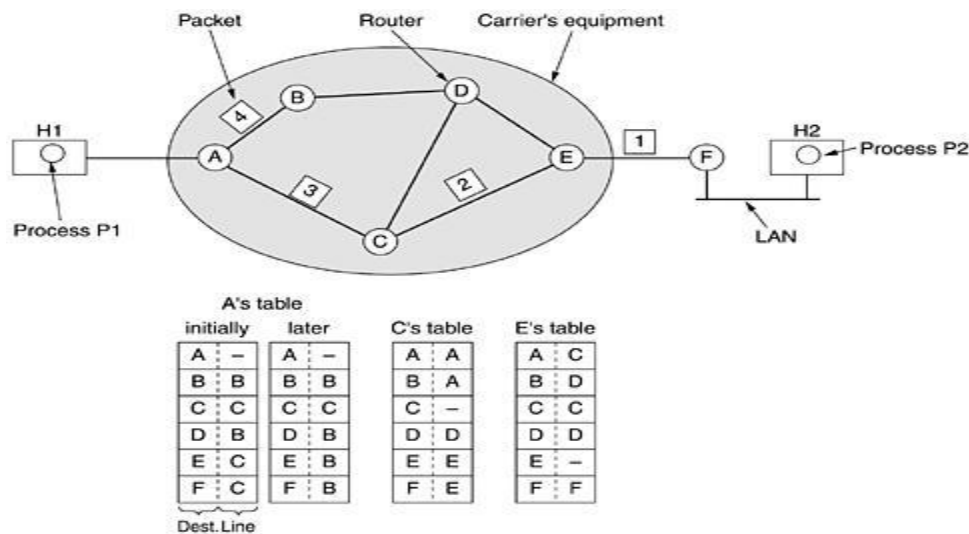 Packet Router Carrier's equipment
B D
4
H1 1 H2
A E F Process P2
3 2
Process P1 C LAN
A's table
initially later C's table E's table
A – A – A A A C
B B B B B A B D
C C C C C – C C
D B D B D D D D
E C E B E E E –
F C F B F E F F
Dest. Line